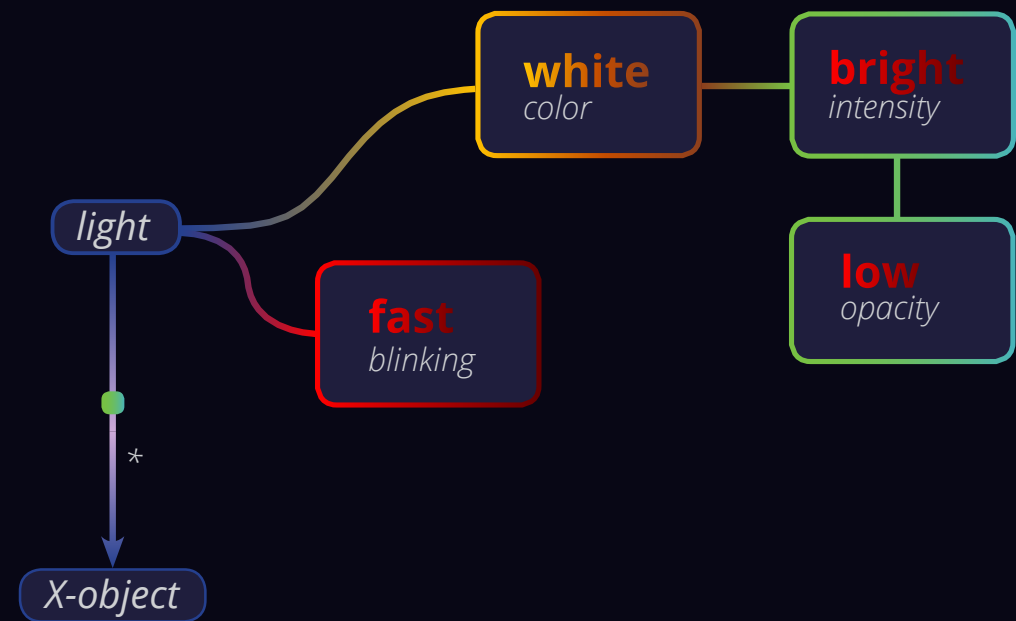 white
color
bright
intensity
light
low
opacity
fast
blinking
*
X-object